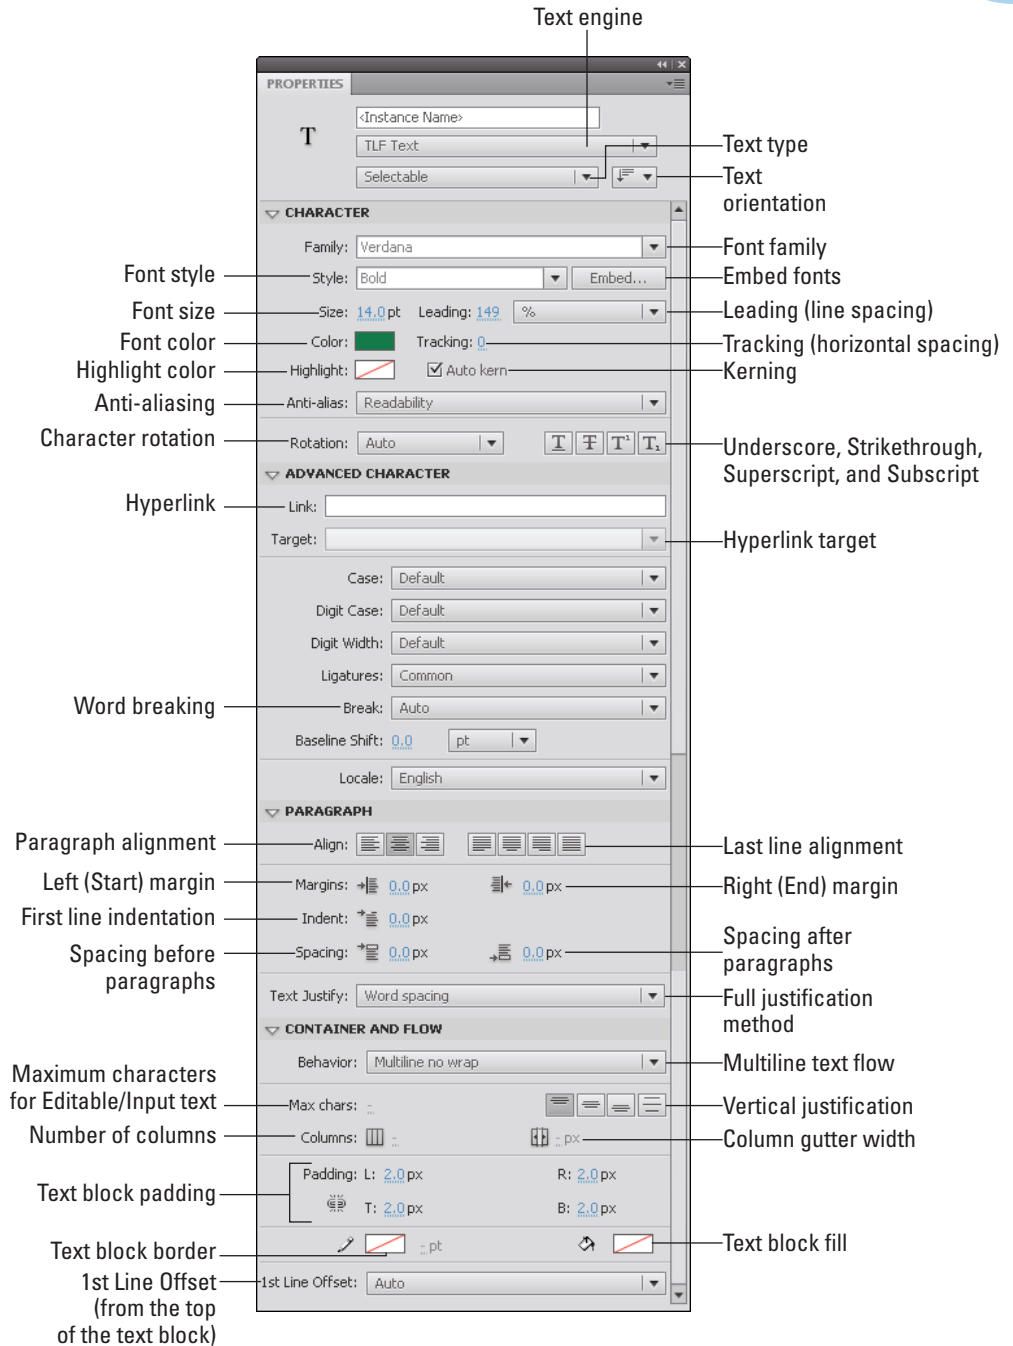 Text engine
PROPERTIES
<Instance Name>
T
TLF Text
Text type
Selectable
Text
orientation
CHARACTER
Family: Verdana
Font family
Font style
Style: Bold Embed...
Embed fonts
Font size
Size: 14.0 pt Leading: 149 %
Leading (line spacing)
Font color
Color: Tracking: 0
Tracking (horizontal spacing)
Highlight color
Highlight: Auto kern
Kerning
Anti-aliasing
Anti-alias: Readability
Character rotation
Rotation: Auto T T T¹ T₁
Underscore, Strikethrough,
Superscript, and Subscript
ADVANCED CHARACTER
Hyperlink
Link:
Target:
Hyperlink target
Case: Default
Digit Case: Default
Digit Width: Default
Ligatures: Common
Word breaking
Break: Auto
Baseline Shift: 0.0 pt
Locale: English
PARAGRAPH
Paragraph alignment
Align:
Last line alignment
Left (Start) margin
Margins: 0.0 px 0.0 px
Right (End) margin
First line indentation
Indent: 0.0 px
Spacing before
paragraphs
Spacing: 0.0 px 0.0 px
Spacing after
paragraphs
Text Justify: Word spacing
Full justification
method
CONTAINER AND FLOW
Behavior: Multiline no wrap
Multiline text flow
Maximum characters
for Editable/Input text
Max chars: -
Vertical justification
Number of columns
Columns: - - px
Column gutter width
Text block padding
Padding: L: 2.0 px R: 2.0 px
T: 2.0 px B: 2.0 px
Text block border
- pt
Text block fill
1st Line Offset
(from the top
of the text block)
1st Line Offset: Auto